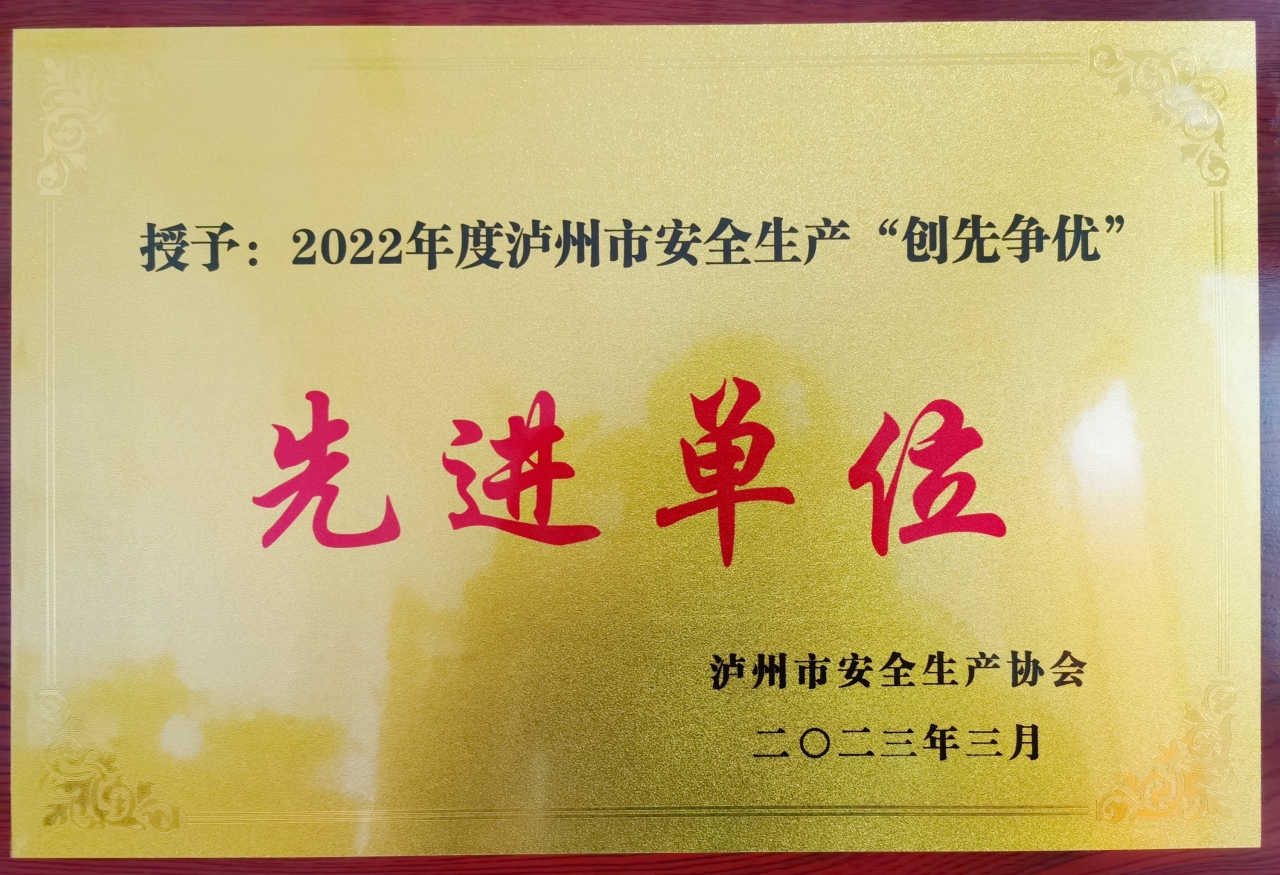 授予：2022年度泸州市安全生产“创先争优”
先进单位
泸州市安全生产协会
二〇二三年三月